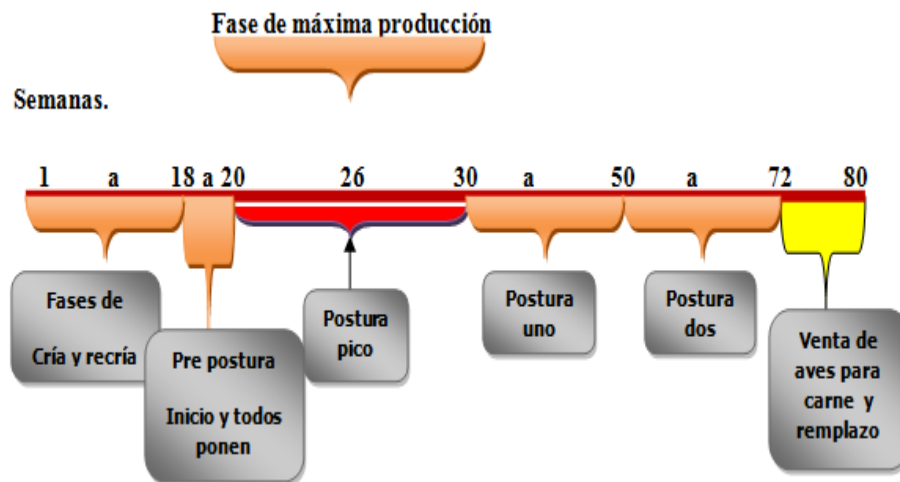 Fase de máxima producción
Semanas.
1 a 18 a 20 26 30 a 50 a 72 80
Fases de
Cría y recría
Pre postura
Inicio y todos
ponen
Postura
pico
Postura
uno
Postura
dos
Venta de
aves para
carne y
remplazo